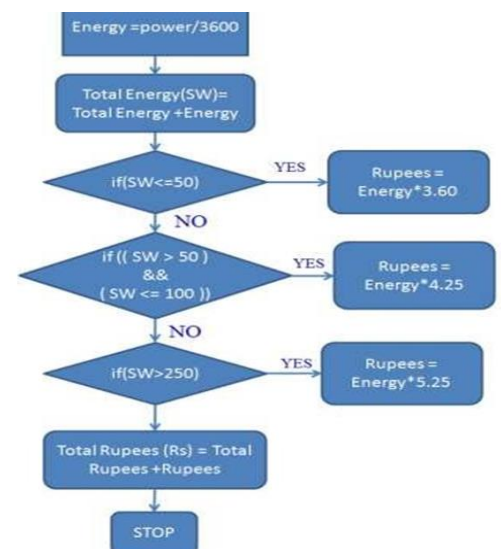 Energy =power/3600
Total Energy(SW)=
Total Energy +Energy
if(SW<=50)
YES
Rupees =
Energy*3.60
NO
if (( SW > 50 )
&&
( SW <= 100 ))
YES
Rupees =
Energy*4.25
NO
if(SW>250)
YES
Rupees =
Energy*5.25
Total Rupees (Rs) = Total
Rupees +Rupees
STOP